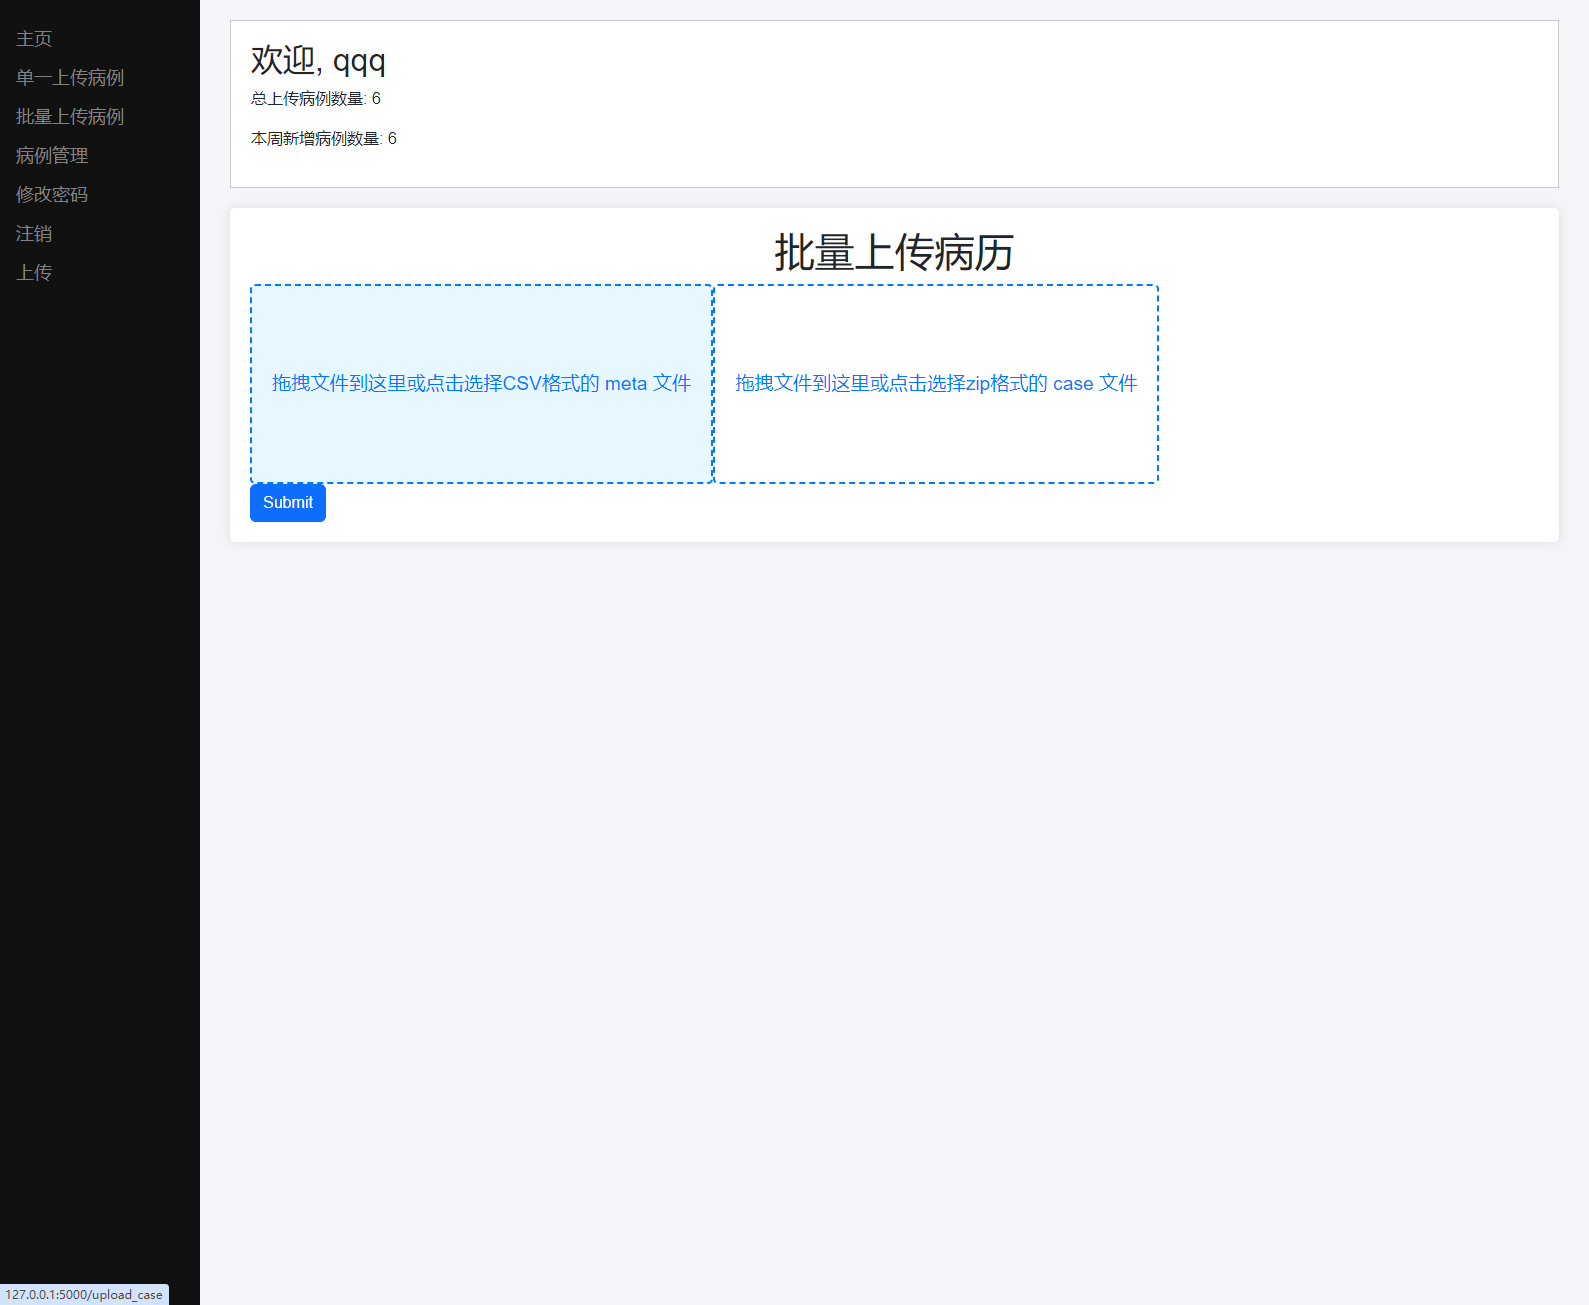 主页
单一上传病例
批量上传病例
病例管理
修改密码
注销
上传
欢迎, qqq
总上传病例数量: 6
本周新增病例数量: 6
批量上传病历
拖拽文件到这里或点击选择CSV格式的 meta 文件
拖拽文件到这里或点击选择zip格式的 case 文件
Submit
127.0.0.1:5000/upload_case